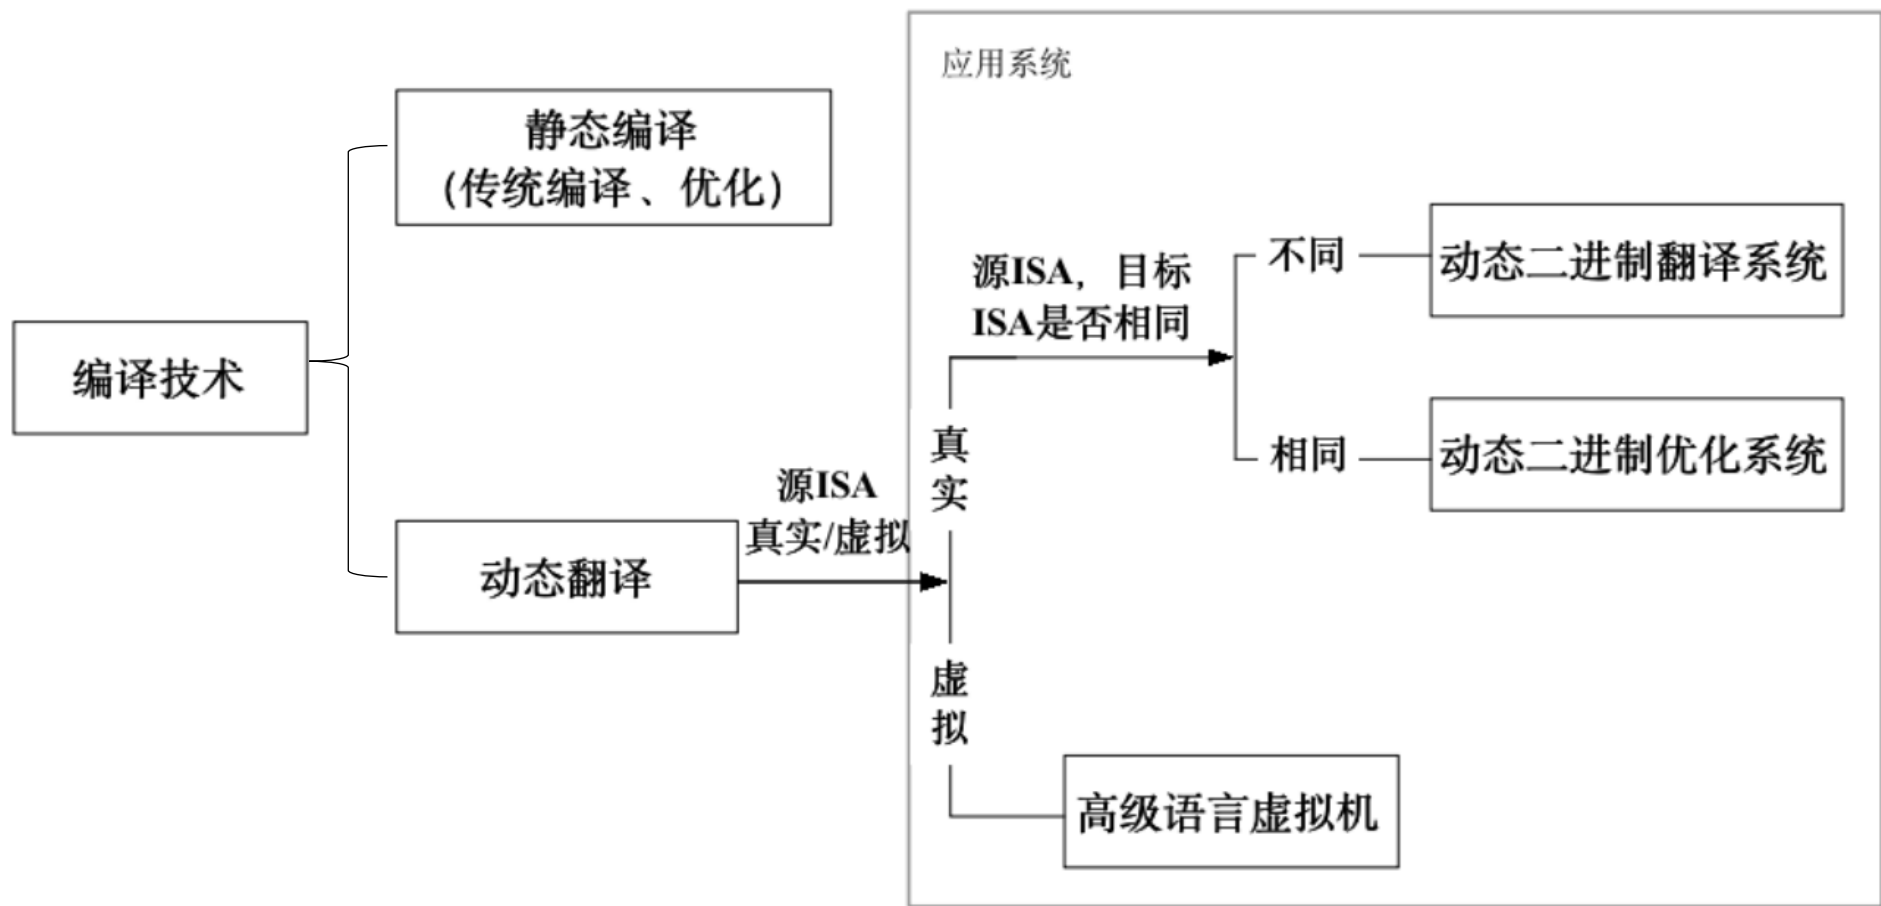 应用系统
静态编译
(传统编译、优化)
编译技术
动态翻译
源ISA
真实/虚拟
真实
虚拟
源ISA，目标
ISA是否相同
不同
动态二进制翻译系统
相同
动态二进制优化系统
高级语言虚拟机